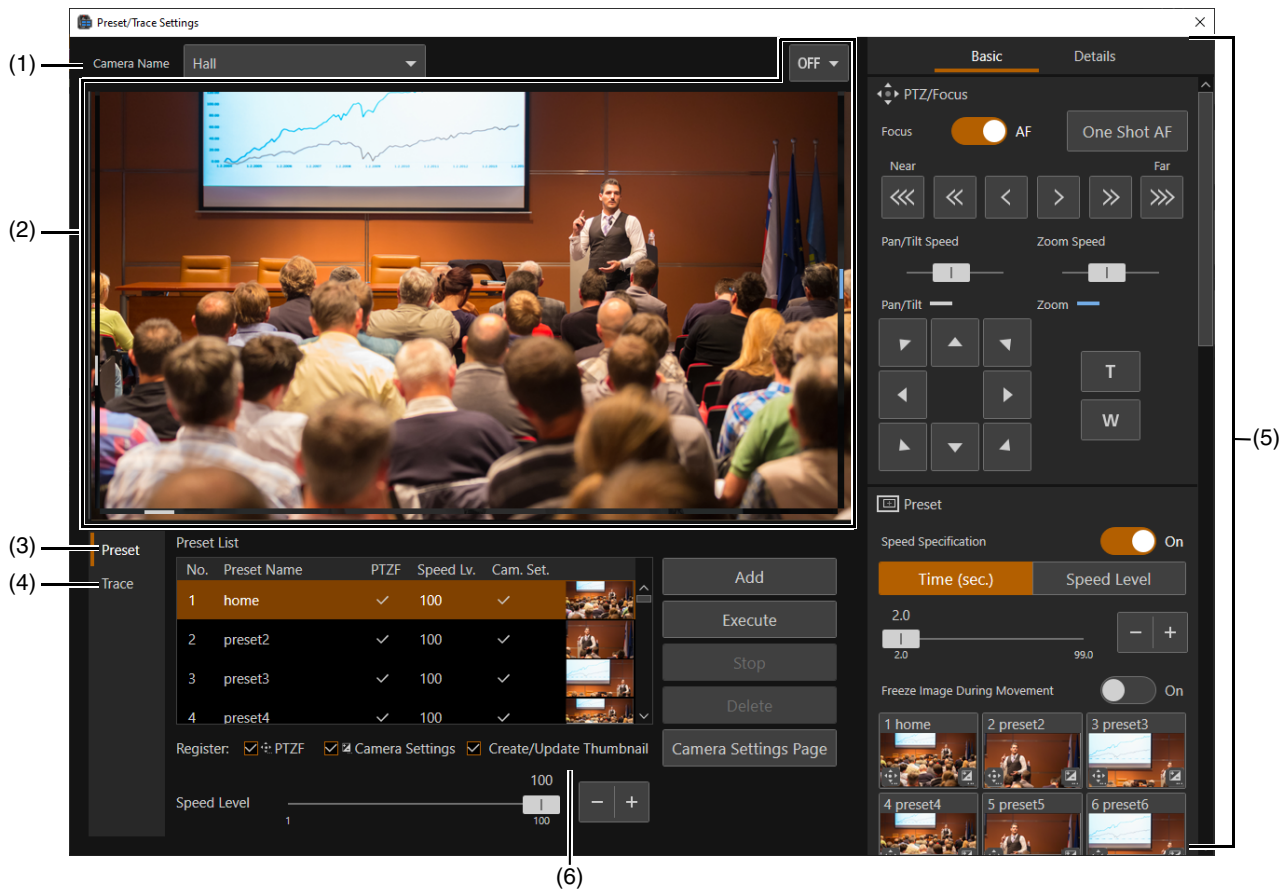 Preset/Trace Settings
(1)
Camera Name
Hall
OFF
Basic
Details
PTZ/Focus
Focus
AF
One Shot AF
Near
Far
(2)
Pan/Tilt Speed
Zoom Speed
Pan/Tilt
Zoom
T
W
(5)
Preset
Speed Specification
On
Time (sec.)
Speed Level
2.0
2.0
99.0
− +
Freeze Image During Movement
On
1 home
2 preset2
3 preset3
4 preset4
5 preset5
6 preset6
(3)
Preset
(4)
Trace
Preset List
No. Preset Name PTZF Speed Lv. Cam. Set.
1 home 100
2 preset2 100
3 preset3 100
4 preset4 100
Add
Execute
Stop
Delete
Camera Settings Page
Register: PTZF Camera Settings Create/Update Thumbnail
100
Speed Level
1
100
− +
(6)